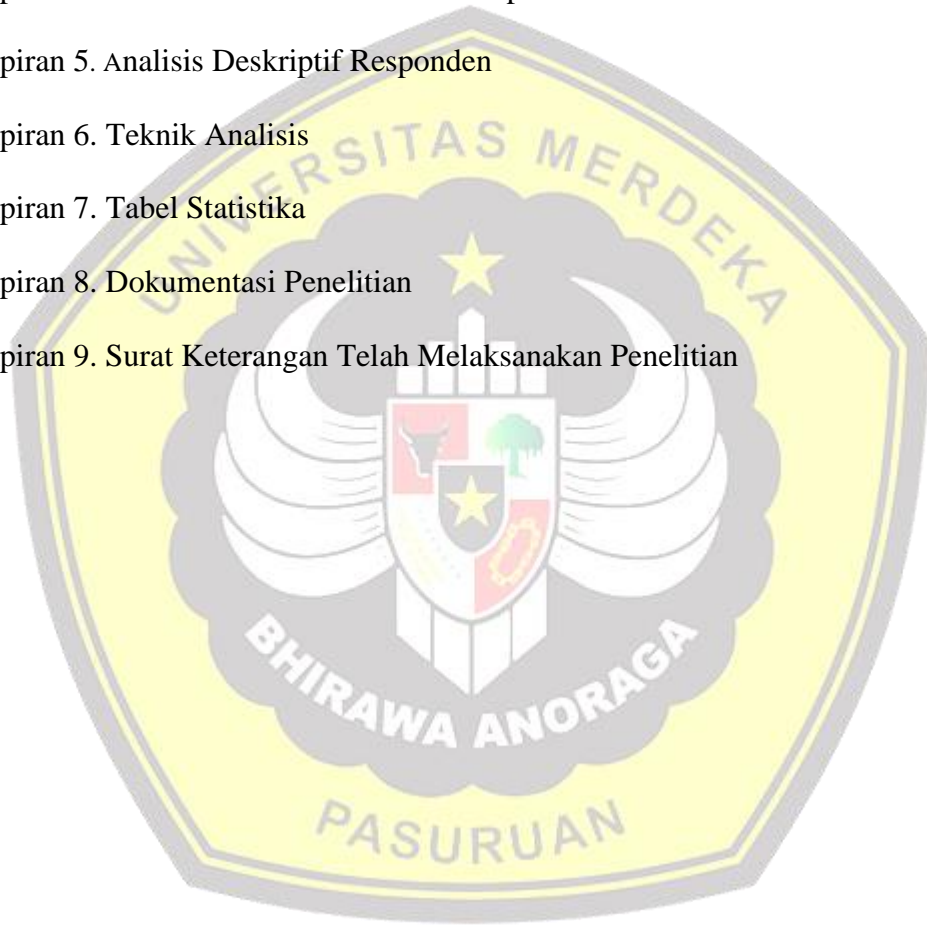 piran 5. Analisis Deskriptif Responden
piran 6. Teknik Analisis
piran 7. Tabel Statistika
piran 8. Dokumentasi Penelitian
piran 9. Surat Keterangan Telah Melaksanakan Penelitian
UNIVERSITAS MERDEKA
BHIRAWA ANORAGA
PASURUAN